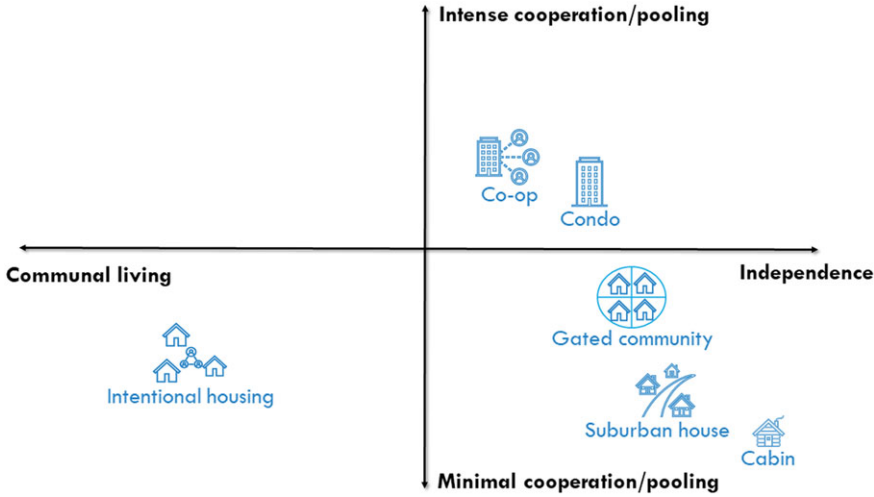 Intense cooperation/pooling
Co-op
Condo
Communal living
Independence
Gated community
Intentional housing
Suburban house
Cabin
Minimal cooperation/pooling